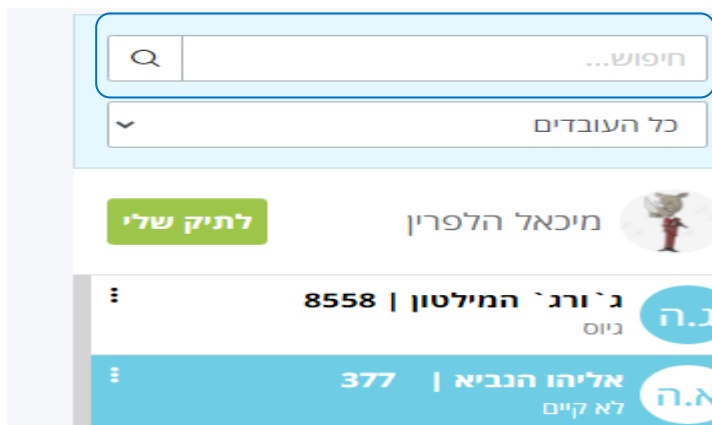 חיפוש...
כל העובדים
מיכאל הלפרין
לתיק שלי
ג`ורג` המילטון | 8558
ג.ה
גיוס
אליהו הנביא | 377
א.ה
לא קיים